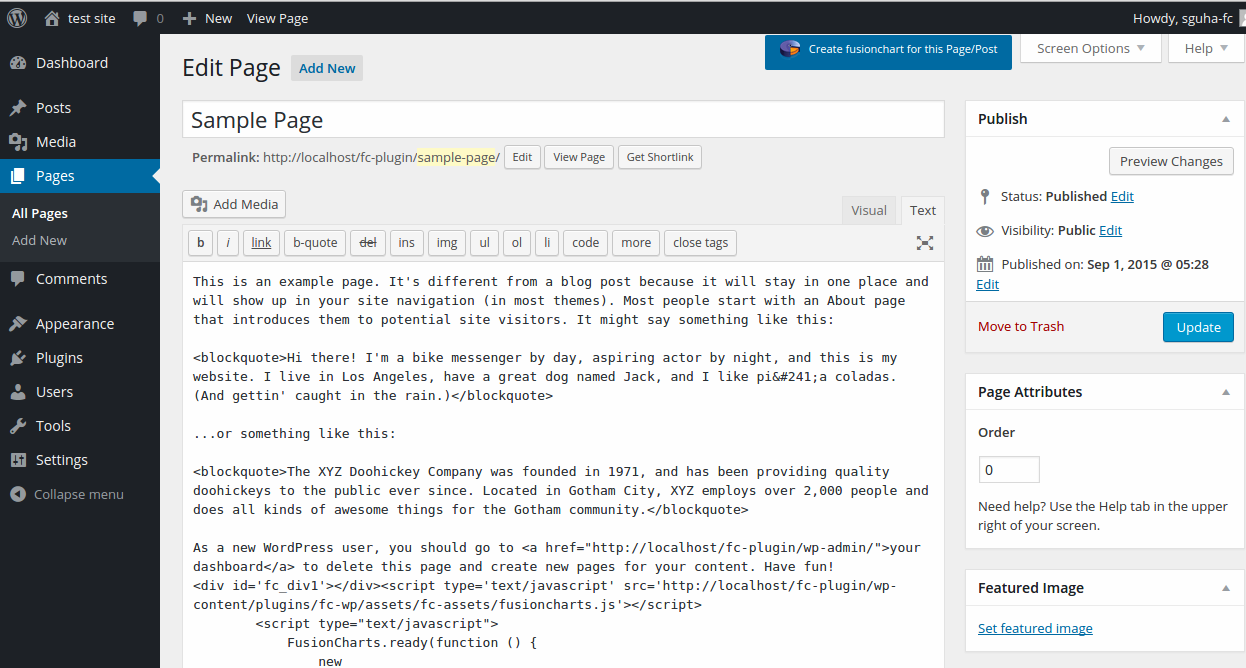 test site 0 New View Page Howdy, sguha-fc
Dashboard
Posts
Media
Pages
All Pages
Add New
Comments
Appearance
Plugins
Users
Tools
Settings
Collapse menu
Create fusionchart for this Page/Post
Screen Options
Help
Edit Page Add New
Sample Page
Permalink: http://localhost/fc-plugin/sample-page/ Edit View Page Get Shortlink
Add Media
Visual Text
b i link b-quote del ins img ul ol li code more close tags
This is an example page. It's different from a blog post because it will stay in one place and
will show up in your site navigation (in most themes). Most people start with an About page
that introduces them to potential site visitors. It might say something like this:
<blockquote>Hi there! I'm a bike messenger by day, aspiring actor by night, and this is my
website. I live in Los Angeles, have a great dog named Jack, and I like pi&#241;a coladas.
(And gettin' caught in the rain.)</blockquote>
...or something like this:
<blockquote>The XYZ Doohickey Company was founded in 1971, and has been providing quality
doohickeys to the public ever since. Located in Gotham City, XYZ employs over 2,000 people and
does all kinds of awesome things for the Gotham community.</blockquote>
As a new WordPress user, you should go to <a href="http://localhost/fc-plugin/wp-admin/">your
dashboard</a> to delete this page and create new pages for your content. Have fun!
<div id='fc_div1'></div><script type='text/javascript' src='http://localhost/fc-plugin/wp-
content/plugins/fc-wp/assets/fc-assets/fusioncharts.js'></script>
<script type="text/javascript">
FusionCharts.ready(function () {
new
Publish
Preview Changes
Status: Published Edit
Visibility: Public Edit
Published on: Sep 1, 2015 @ 05:28
Edit
Move to Trash Update
Page Attributes
Order
0
Need help? Use the Help tab in the upper
right of your screen.
Featured Image
Set featured image